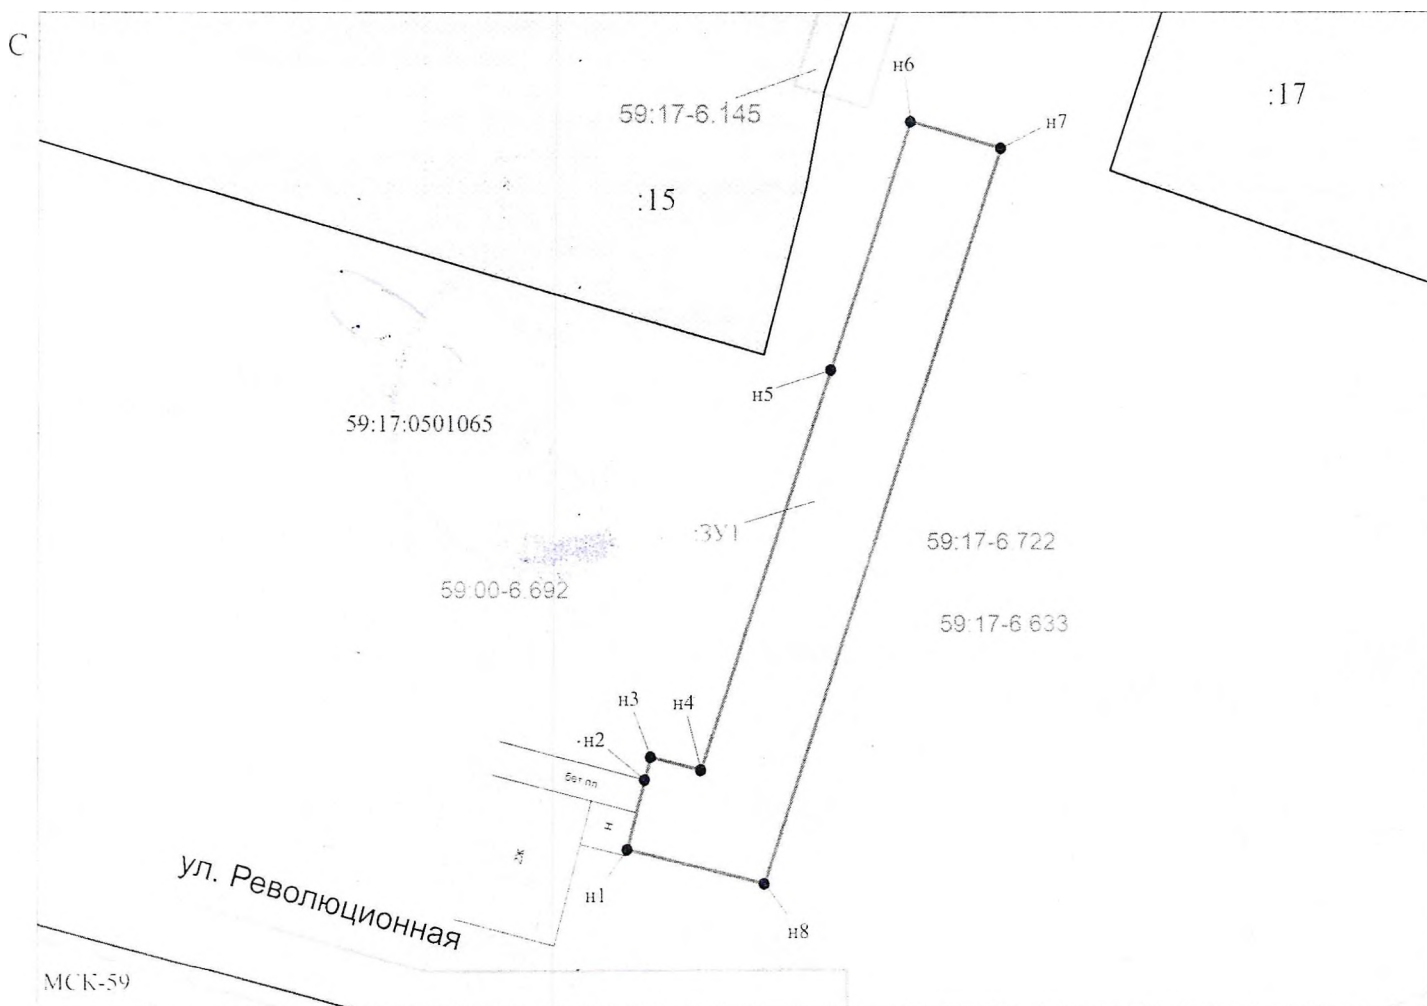 С
н6
:17
59:17-6.145
н7
:15
н5
59:17:0501065
:ЗУ1
59:17-6.722
59:00-6.692
59:17-6.633
н3
н4
н2
бет.пл
н
2К
ул. Революционная
н1
н8
МСК-59